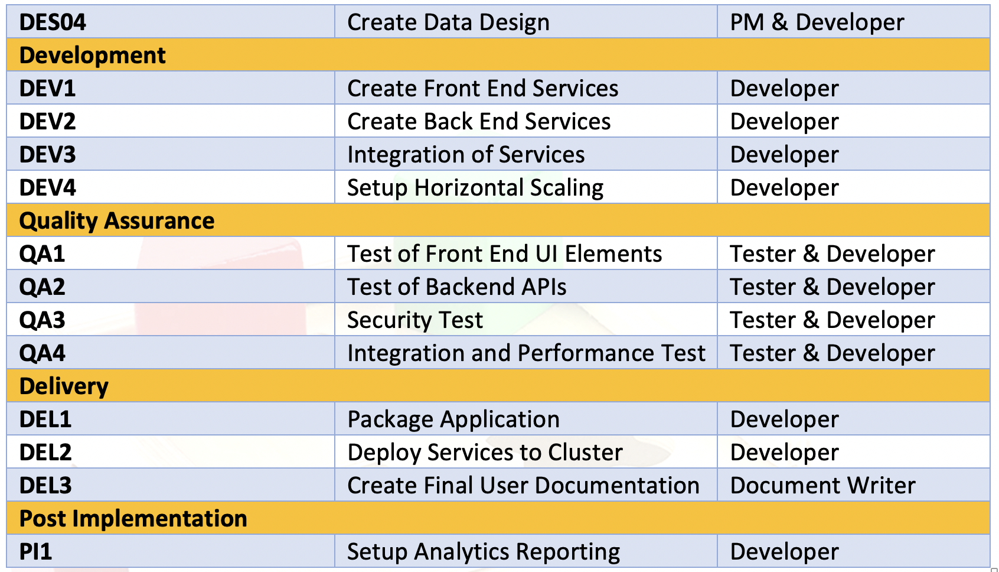 DES04 Create Data Design PM & Developer
Development
DEV1 Create Front End Services Developer
DEV2 Create Back End Services Developer
DEV3 Integration of Services Developer
DEV4 Setup Horizontal Scaling Developer
Quality Assurance
QA1 Test of Front End UI Elements Tester & Developer
QA2 Test of Backend APIs Tester & Developer
QA3 Security Test Tester & Developer
QA4 Integration and Performance Test Tester & Developer
Delivery
DEL1 Package Application Developer
DEL2 Deploy Services to Cluster Developer
DEL3 Create Final User Documentation Document Writer
Post Implementation
PI1 Setup Analytics Reporting Developer